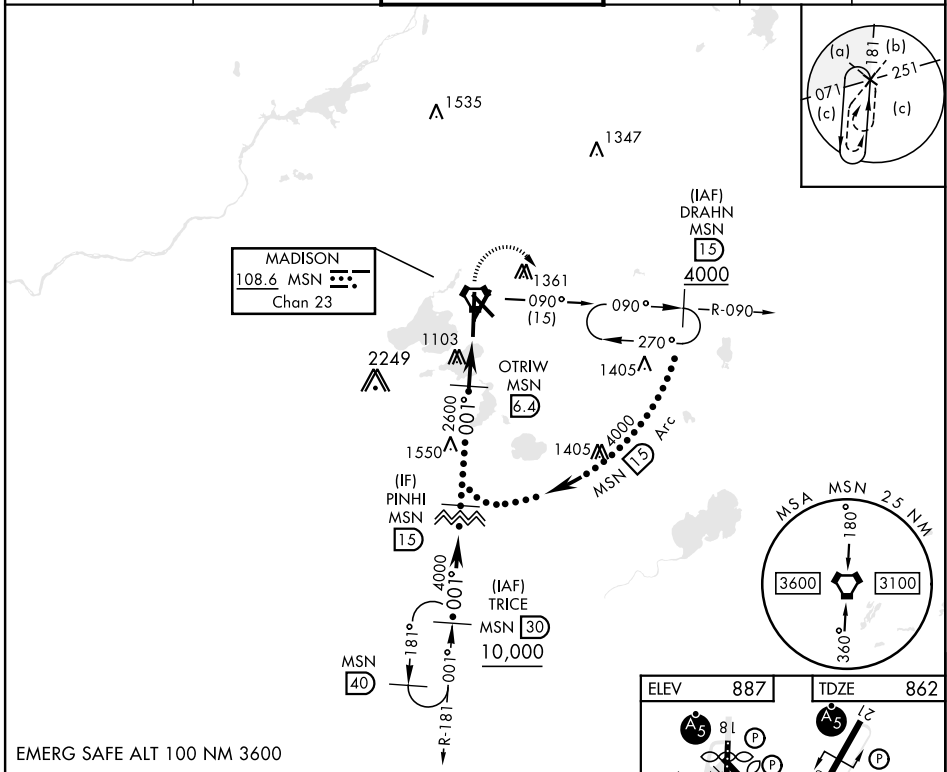 (a)
181
(b)
071
251
(c)
(c)
1535
1347
(IAF)
DRAHN
MSN
15
4000
MADISON
108.6 MSN
Chan 23
1361
090°
(15)
090°
R-090
270°
1103
2249
OTRIW
MSN
6.4
1405
2600
001°
1550
1405
4000
MSN 15 Arc
(IF)
PINHI
MSN
15
4000
001°
(IAF)
TRICE
MSN 30
10,000
181°
001°
MSN
40
R-181
MSA MSN 25 NM
180°
3600
3100
360°
ELEV 887
TDZE 862
A5
18
P
P
A5
21
P
EMERG SAFE ALT 100 NM 3600